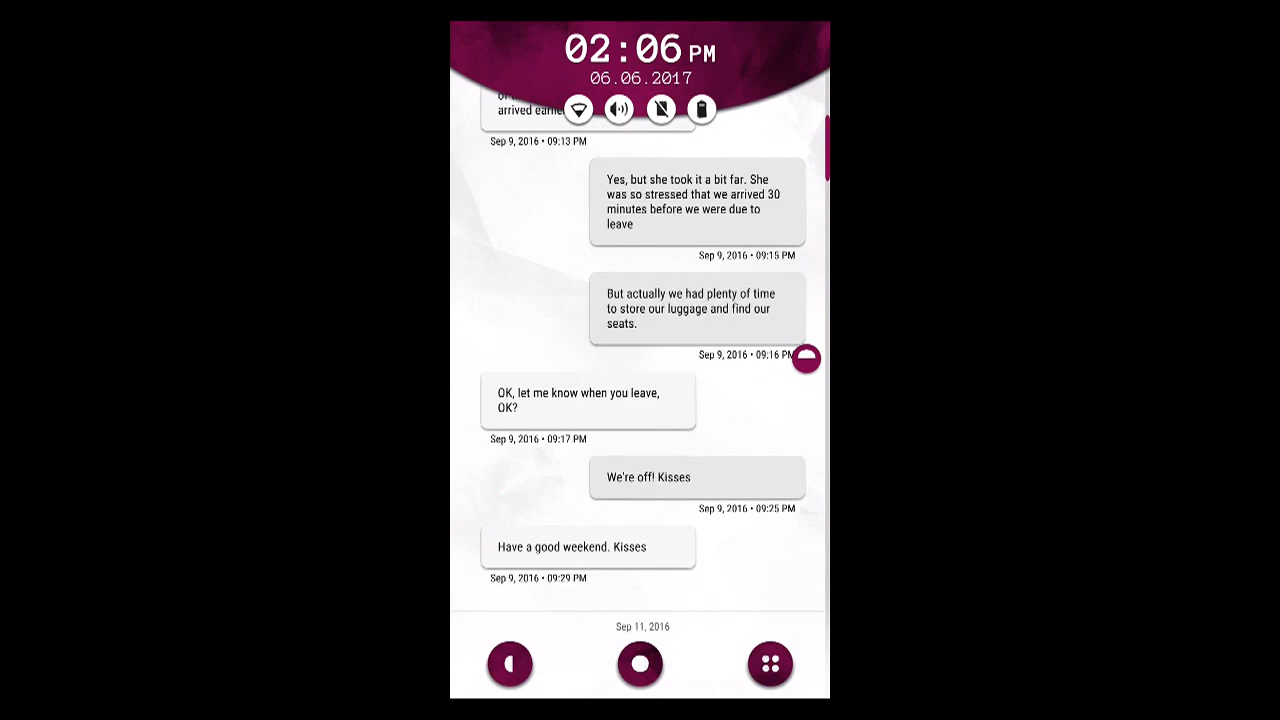 02:06 PM
06.06.2017
arrived earlie
Sep 9, 2016 • 09:13 PM
Yes, but she took it a bit far. She
was so stressed that we arrived 30
minutes before we were due to
leave
Sep 9, 2016 • 09:15 PM
But actually we had plenty of time
to store our luggage and find our
seats.
Sep 9, 2016 • 09:16 PM
OK, let me know when you leave,
OK?
Sep 9, 2016 • 09:17 PM
We're off! Kisses
Sep 9, 2016 • 09:25 PM
Have a good weekend. Kisses
Sep 9, 2016 • 09:29 PM
Sep 11, 2016